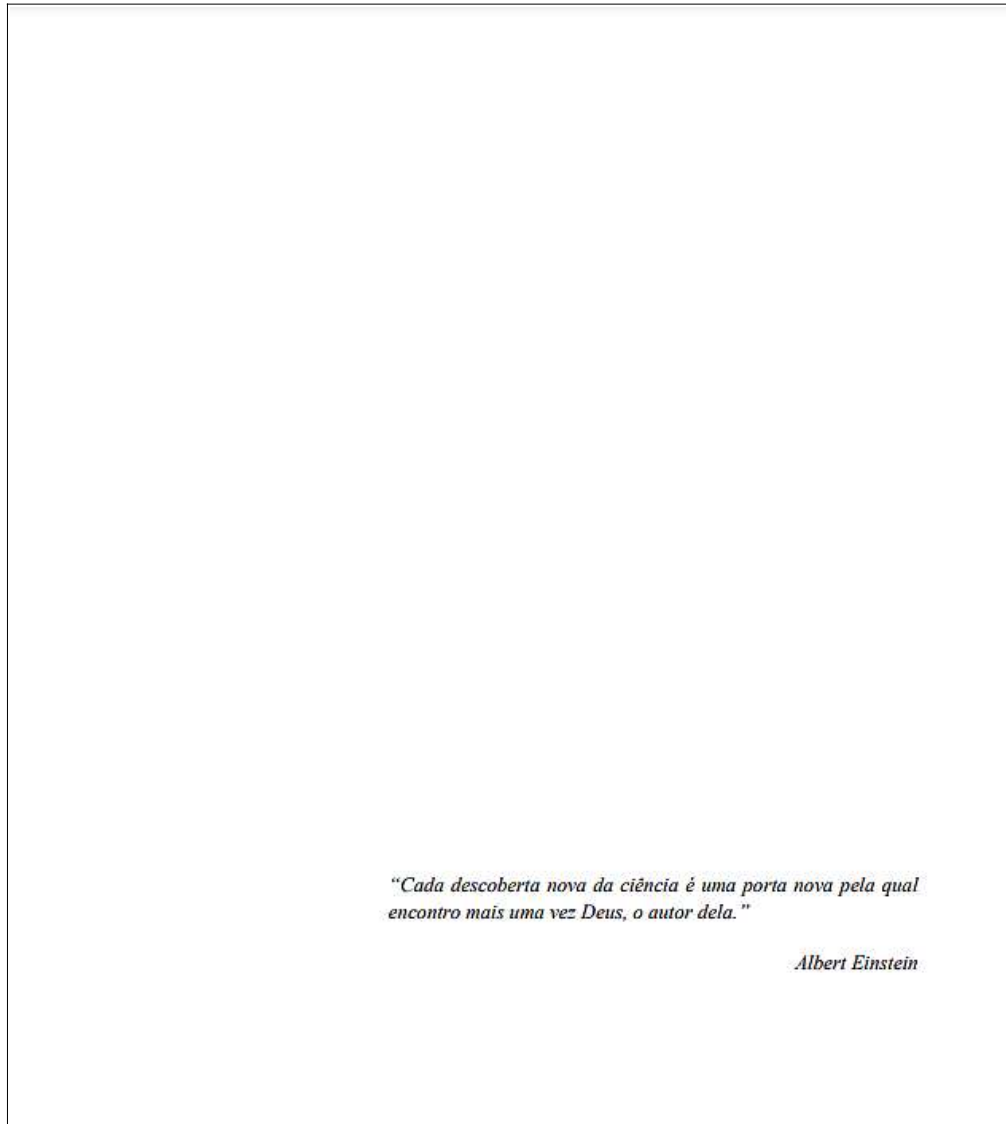 “Cada descoberta nova da ciência é uma porta nova pela qual
encontro mais uma vez Deus, o autor dela.”
Albert Einstein